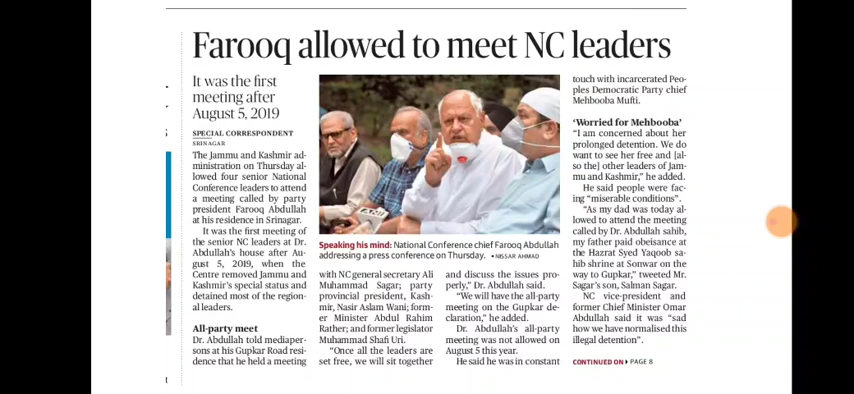 Farooq allowed to meet NC leaders
It was the first
meeting after
August 5, 2019
SPECIAL CORRESPONDENT
SRINAGAR
The Jammu and Kashmir ad-
ministration on Thursday al-
lowed four senior National
Conference leaders to attend
a meeting called by party
president Farooq Abdullah
at his residence in Srinagar.
It was the first meeting of
the senior NC leaders at Dr.
Abdullah's house after Au-
gust 5, 2019, when the
Centre removed Jammu and
Kashmir's special status and
detained most of the region-
al leaders.
All-party meet
Dr. Abdullah told mediaper-
sons at his Gupkar Road resi-
dence that he held a meeting
Speaking his mind: National Conference chief Farooq Abdullah
addressing a press conference on Thursday. • NISSAR AHMAD
with NC general secretary Ali
Muhammad Sagar; party
provincial president, Kash-
mir, Nasir Aslam Wani; form-
er Minister Abdul Rahim
Rather; and former legislator
Muhammad Shafi Uri.
"Once all the leaders are
set free, we will sit together
and discuss the issues pro-
perly," Dr. Abdullah said.
"We will have the all-party
meeting on the Gupkar de-
claration," he added.
Dr. Abdullah's all-party
meeting was not allowed on
August 5 this year.
He said he was in constant
touch with incarcerated Peo-
ples Democratic Party chief
Mehbooba Mufti.
'Worried for Mehbooba'
"I am concerned about her
prolonged detention. We do
want to see her free and [al-
so the] other leaders of Jam-
mu and Kashmir," he added.
He said people were fac-
ing "miserable conditions".
"As my dad was today al-
lowed to attend the meeting
called by Dr. Abdullah sahib,
my father paid obeisance at
the Hazrat Syed Yaqoob sa-
hib shrine at Sonwar on the
way to Gupkar," tweeted Mr.
Sagar's son, Salman Sagar.
NC vice-president and
former Chief Minister Omar
Abdullah said it was "sad
how we have normalised this
illegal detention".
CONTINUED ON PAGE 8